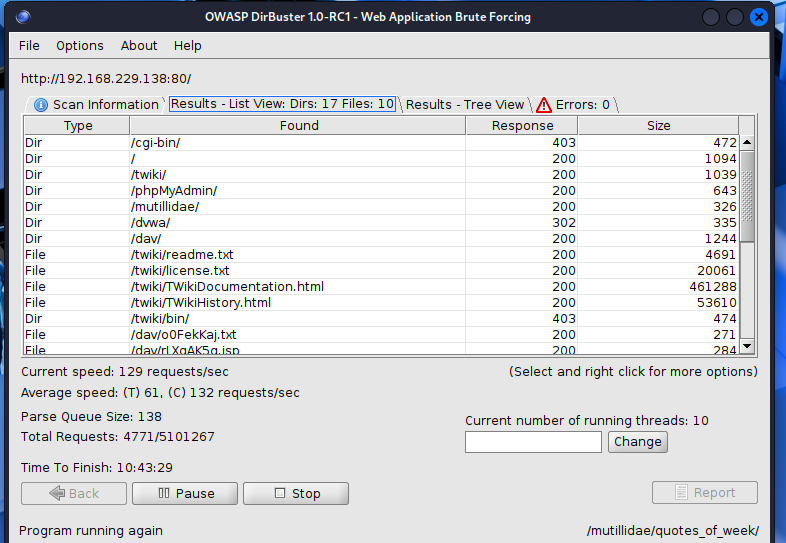 OWASP DirBuster 1.0-RC1 - Web Application Brute Forcing
File Options About Help
http://192.168.229.138:80/
Scan Information Results - List View: Dirs: 17 Files: 10 Results - Tree View Errors: 0
Type Found Response Size
Dir /cgi-bin/ 403 472
Dir / 200 1094
Dir /twiki/ 200 1039
Dir /phpMyAdmin/ 200 643
Dir /mutillidae/ 200 326
Dir /dvwa/ 302 335
Dir /dav/ 200 1244
File /twiki/readme.txt 200 4691
File /twiki/license.txt 200 20061
File /twiki/TWikiDocumentation.html 200 461288
File /twiki/TWikiHistory.html 200 53610
Dir /twiki/bin/ 403 474
File /dav/o0FekKaj.txt 200 271
File 200 284
Current speed: 129 requests/sec (Select and right click for more options)
Average speed: (T) 61, (C) 132 requests/sec
Parse Queue Size: 138
Current number of running threads: 10
Total Requests: 4771/5101267
Change
Time To Finish: 10:43:29
Back Pause Stop Report
Program running again /mutillidae/quotes_of_week/